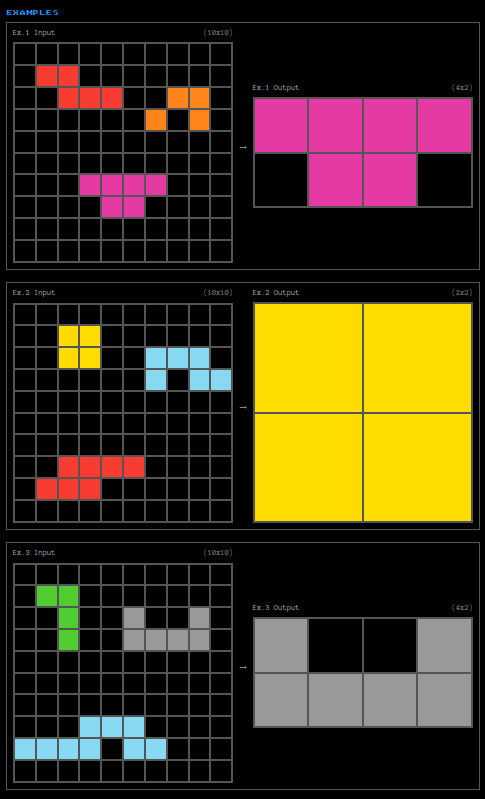 EXAMPLES
Ex.1 Input (10x10)
Ex.1 Output (4x2)
→
Ex.2 Input (10x10)
Ex.2 Output (2x2)
→
Ex.3 Input (10x10)
Ex.3 Output (4x2)
→